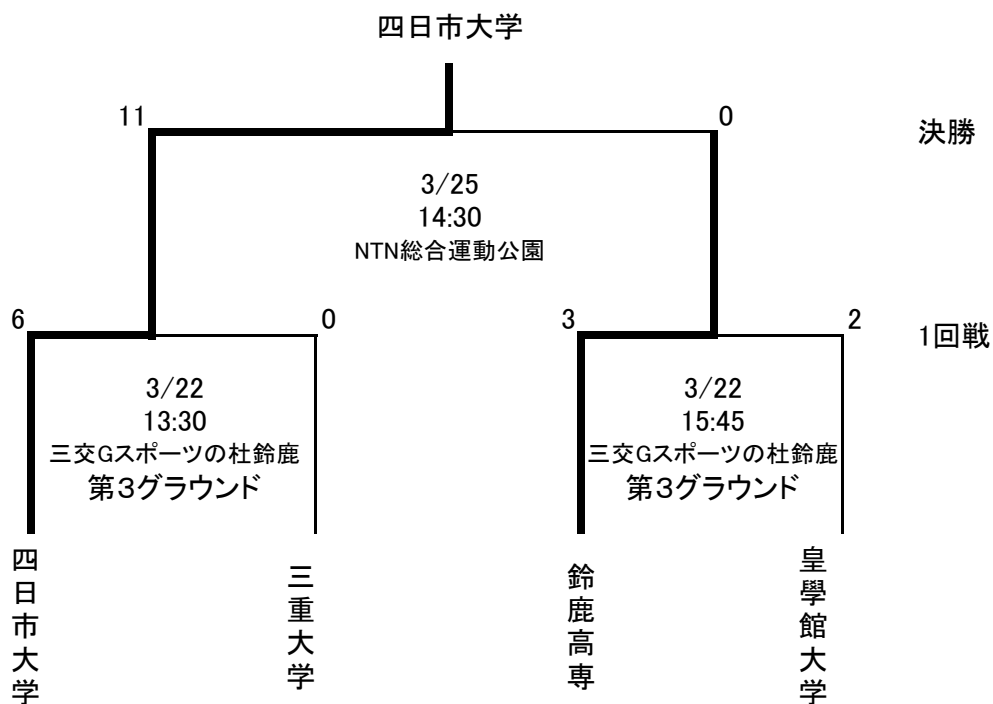 四日市大学
11
0
決勝
3/25
14:30
NTN総合運動公園
6
0
3
2
1回戦
3/22
13:30
三交Gスポーツの杜鈴鹿
第3グラウンド
3/22
15:45
三交Gスポーツの杜鈴鹿
第3グラウンド
四日市大学
三重大学
鈴鹿高専
皇學館大学